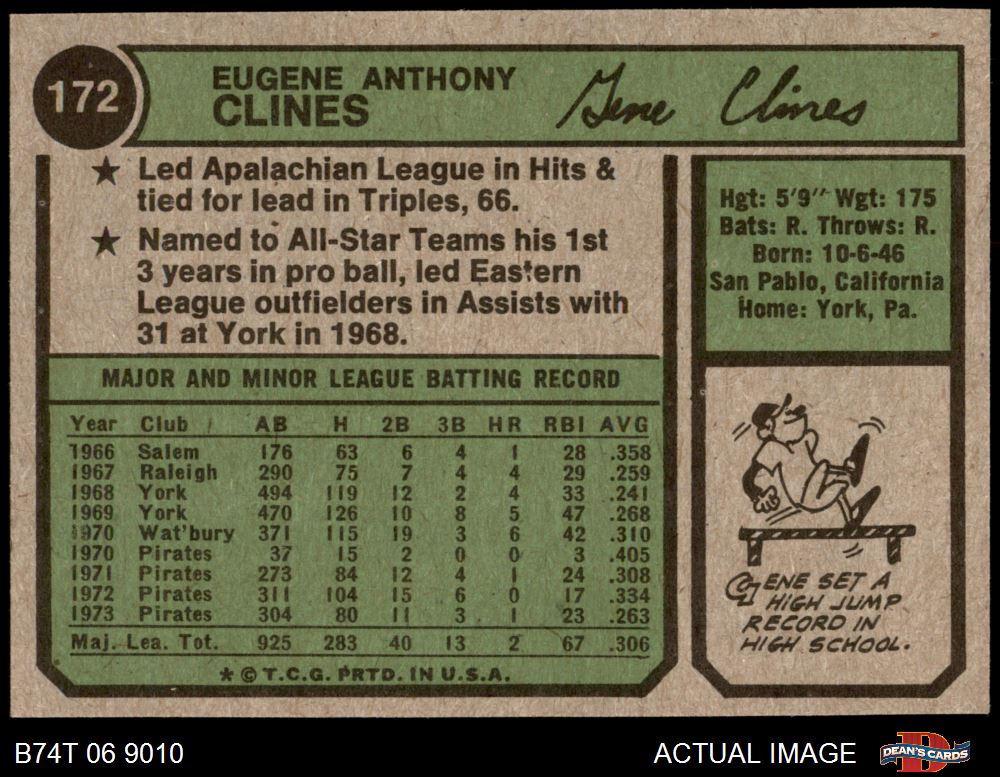 172
EUGENE ANTHONY
CLINES
Gene Clines
★ Led Apalachian League in Hits &
tied for lead in Triples, 66.
★ Named to All-Star Teams his 1st
3 years in pro ball, led Eastern
League outfielders in Assists with
31 at York in 1968.
Hgt: 5'9" Wgt: 175
Bats: R. Throws: R.
Born: 10-6-46
San Pablo, California
Home: York, Pa.
MAJOR AND MINOR LEAGUE BATTING RECORD
Year Club AB H 2B 3B HR RBI AVG
1966 Salem 176 63 6 4 1 28 .358
1967 Raleigh 290 75 7 4 4 29 .259
1968 York 494 119 12 2 4 33 .241
1969 York 470 126 10 8 5 47 .268
1970 Wat'bury 371 115 19 3 6 42 .310
1970 Pirates 37 15 2 0 0 3 .405
1971 Pirates 273 84 12 4 1 24 .308
1972 Pirates 311 104 15 6 0 17 .334
1973 Pirates 304 80 11 3 1 23 .263
Maj. Lea. Tot. 925 283 40 13 2 67 .306
* © T.C.G. PRTD. IN U.S.A.
GENE SET A
HIGH JUMP
RECORD IN
HIGH SCHOOL.
B74T 06 9010
ACTUAL IMAGE
DEAN'S CARDS